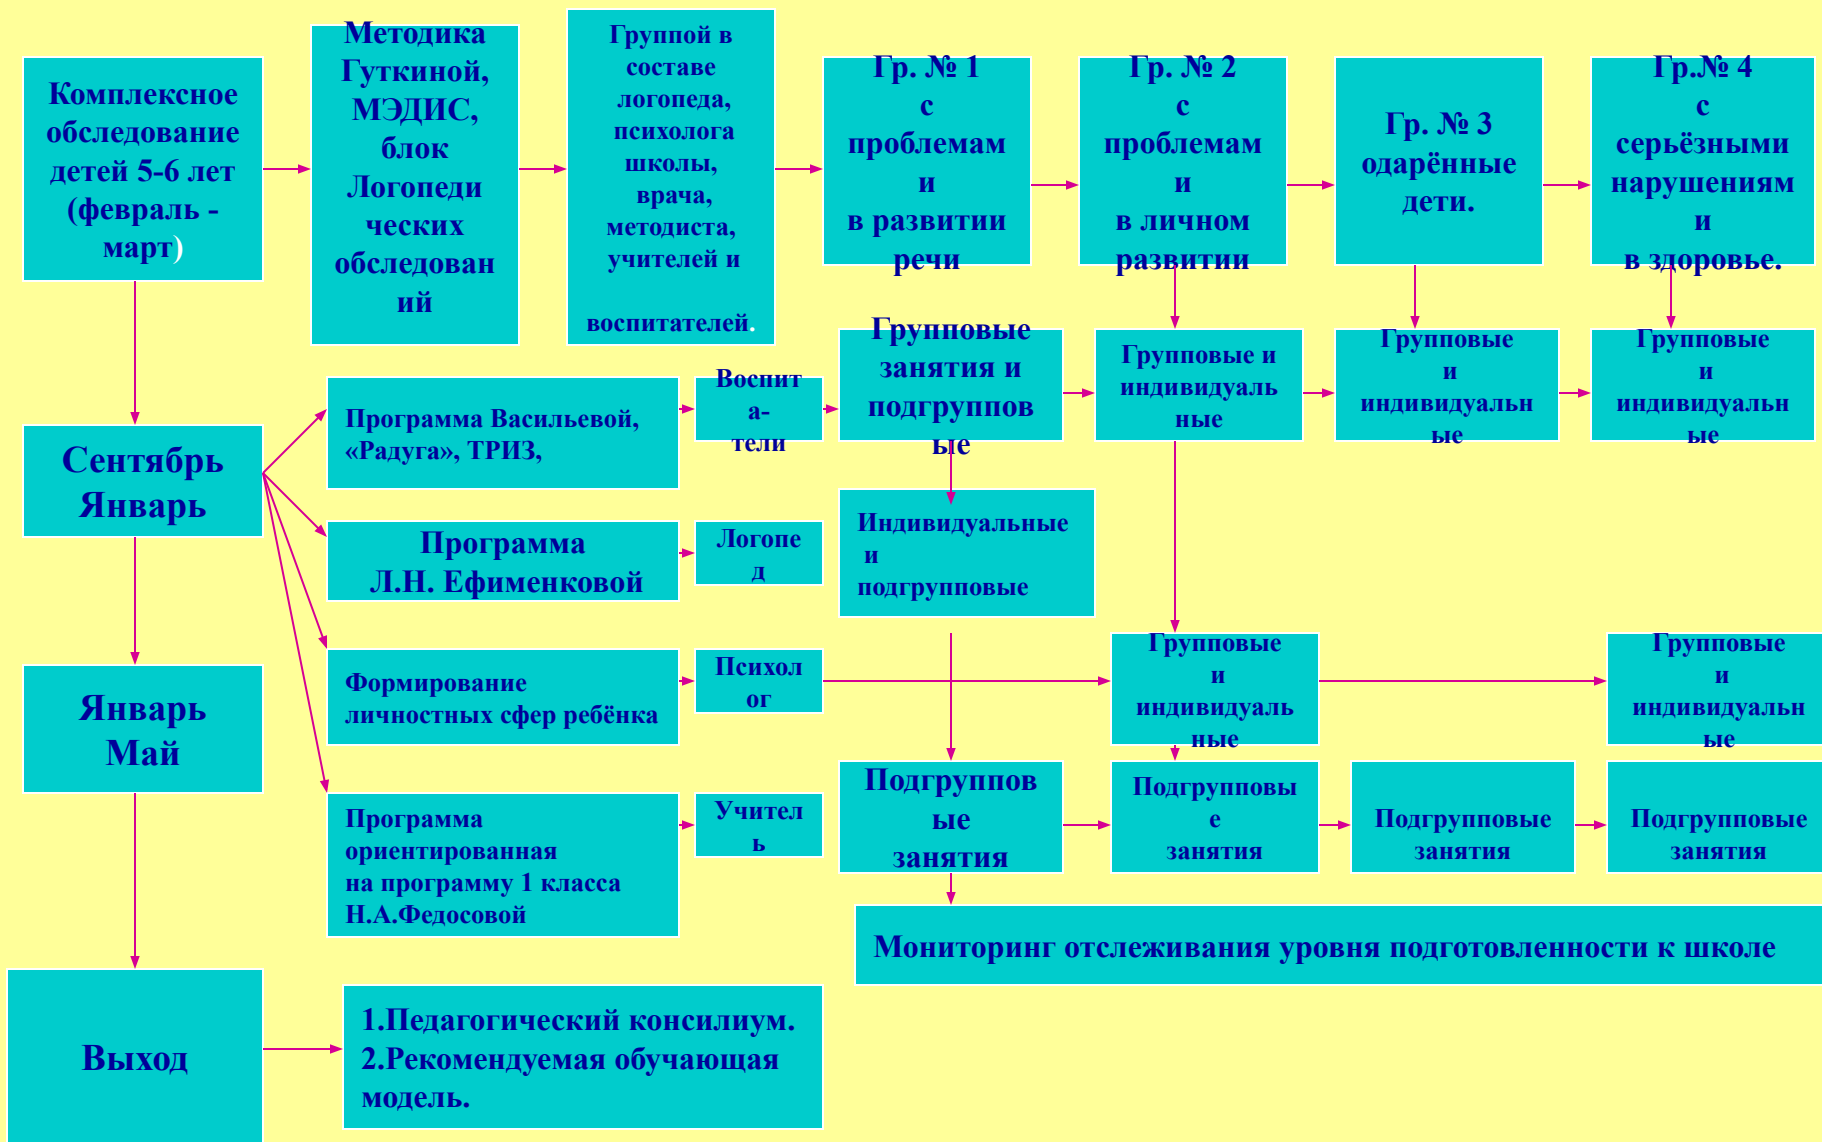 Комплексное
обследование
детей 5-6 лет
(февраль -
март)
Методика
Гуткиной,
МЭДИС,
блок
Логопеди
ческих
обследован
ий
Группой в
составе
логопеда,
психолога
школы,
врача,
методиста,
учителей и
воспитателей.
Гр. № 1
с
проблемам
и
в развитии
речи
Гр. № 2
с
проблемам
и
в личном
развитии
Гр. № 3
одарённые
дети.
Гр.№ 4
с
серьёзными
нарушениям
и
в здоровье.
Сентябрь
Январь
Программа Васильевой,
«Радуга», ТРИЗ,
Воспит
а-
тели
Групповые
занятия и
подгруппов
ые
Групповые и
индивидуаль
ные
Групповые
и
индивидуальн
ые
Групповые
и
индивидуальн
ые
Программа
Л.Н. Ефименковой
Логопе
д
Индивидуальные
и
подгрупповые
Январь
Май
Формирование
личностных сфер ребёнка
Психол
ог
Групповые
и
индивидуаль
ные
Групповые
и
индивидуальн
ые
Программа
ориентированная
на программу 1 класса
Н.А.Федосовой
Учител
ь
Подгруппов
ые
занятия
Подгрупповы
е
занятия
Подгрупповые
занятия
Подгрупповые
занятия
Мониторинг отслеживания уровня подготовленности к школе
Выход
1.Педагогический консилиум.
2.Рекомендуемая обучающая
модель.